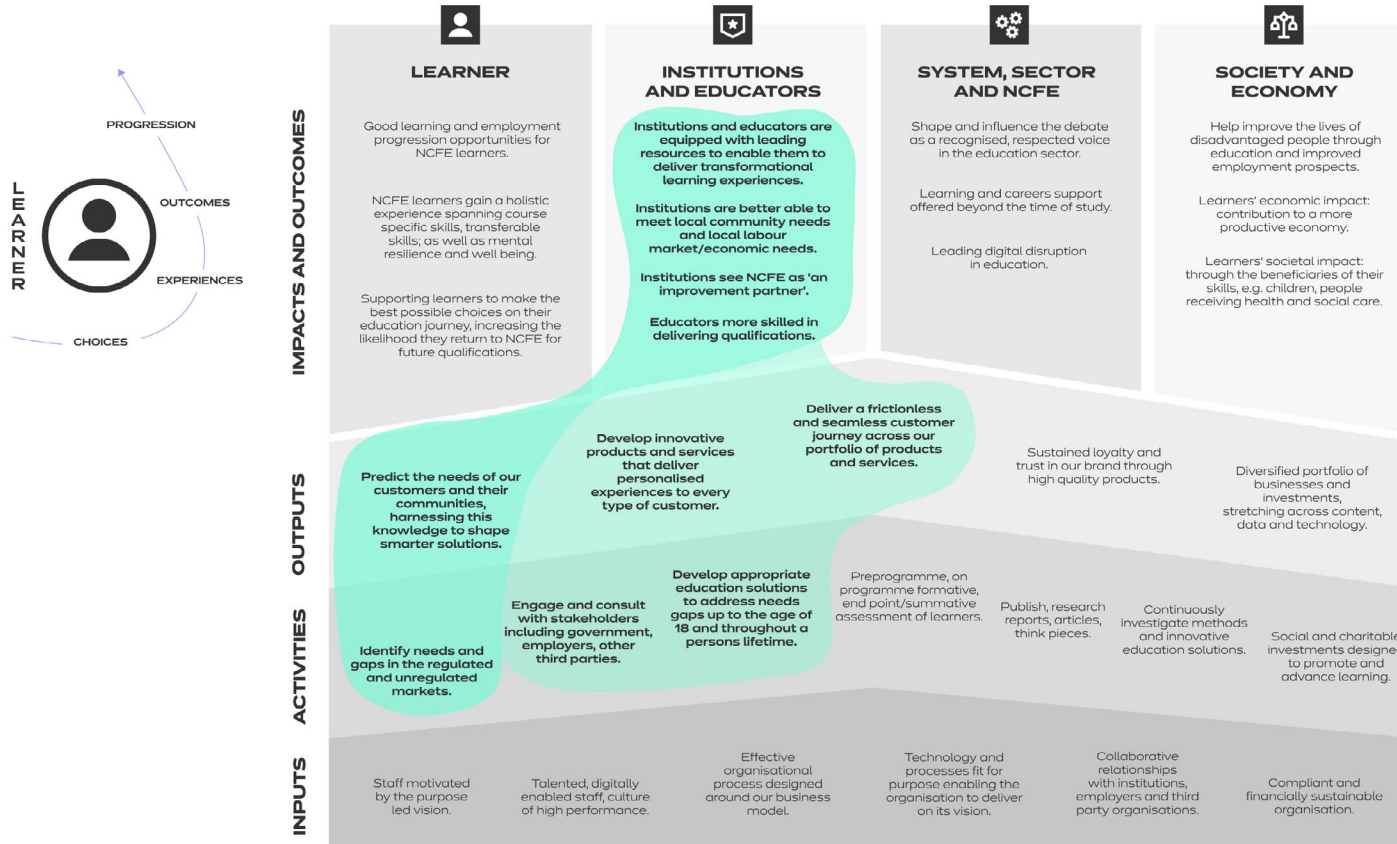 LEARNER
PROGRESSION
OUTCOMES
EXPERIENCES
CHOICES
IMPACTS AND OUTCOMES
LEARNER
Good learning and employment
progression opportunities for
NCFE learners.
NCFE learners gain a holistic
experience spanning course
specific skills, transferable
skills; as well as mental
resilience and well being.
Supporting learners to make the
best possible choices on their
education journey, increasing the
likelihood they return to NCFE for
future qualifications.
INSTITUTIONS
AND EDUCATORS
Institutions and educators are
equipped with leading
resources to enable them to
deliver transformational
learning experiences.
Institutions are better able to
meet local community needs
and local labour
market/economic needs.
Institutions see NCFE as 'an
improvement partner'.
Educators more skilled in
delivering qualifications.
SYSTEM, SECTOR
AND NCFE
Shape and influence the debate
as a recognised, respected voice
in the education sector.
Learning and careers support
offered beyond the time of study.
Leading digital disruption
in education.
SOCIETY AND
ECONOMY
Help improve the lives of
disadvantaged people through
education and improved
employment prospects.
Learners' economic impact:
contribution to a more
productive economy.
Learners' societal impact:
through the beneficiaries of their
skills, e.g. children, people
receiving health and social care.
OUTPUTS
Predict the needs of our
customers and their
communities,
harnessing this
knowledge to shape
smarter solutions.
Develop innovative
products and services
that deliver
personalised
experiences to every
type of customer.
Deliver a frictionless
and seamless customer
journey across our
portfolio of products
and services.
Sustained loyalty and
trust in our brand through
high quality products.
Diversified portfolio of
businesses and
investments,
stretching across content,
data and technology.
ACTIVITIES
Identify needs and
gaps in the regulated
and unregulated
markets.
Engage and consult
with stakeholders
including government,
employers, other
third parties.
Develop appropriate
education solutions
to address needs
gaps up to the age of
18 and throughout a
persons lifetime.
Preprogramme, on
programme formative,
end point/summative
assessment of learners.
Publish, research
reports, articles,
think pieces.
Continuously
investigate methods
and innovative
education solutions.
Social and charitable
investments designe
to promote and
advance learning.
INPUTS
Staff motivated
by the purpose
led vision.
Talented, digitally
enabled staff, culture
of high performance.
Effective
organisational
process designed
around our business
model.
Technology and
processes fit for
purpose enabling the
organisation to deliver
on its vision.
Collaborative
relationships
with institutions,
employers and third
party organisations.
Compliant and
financially sustainable
organisation.